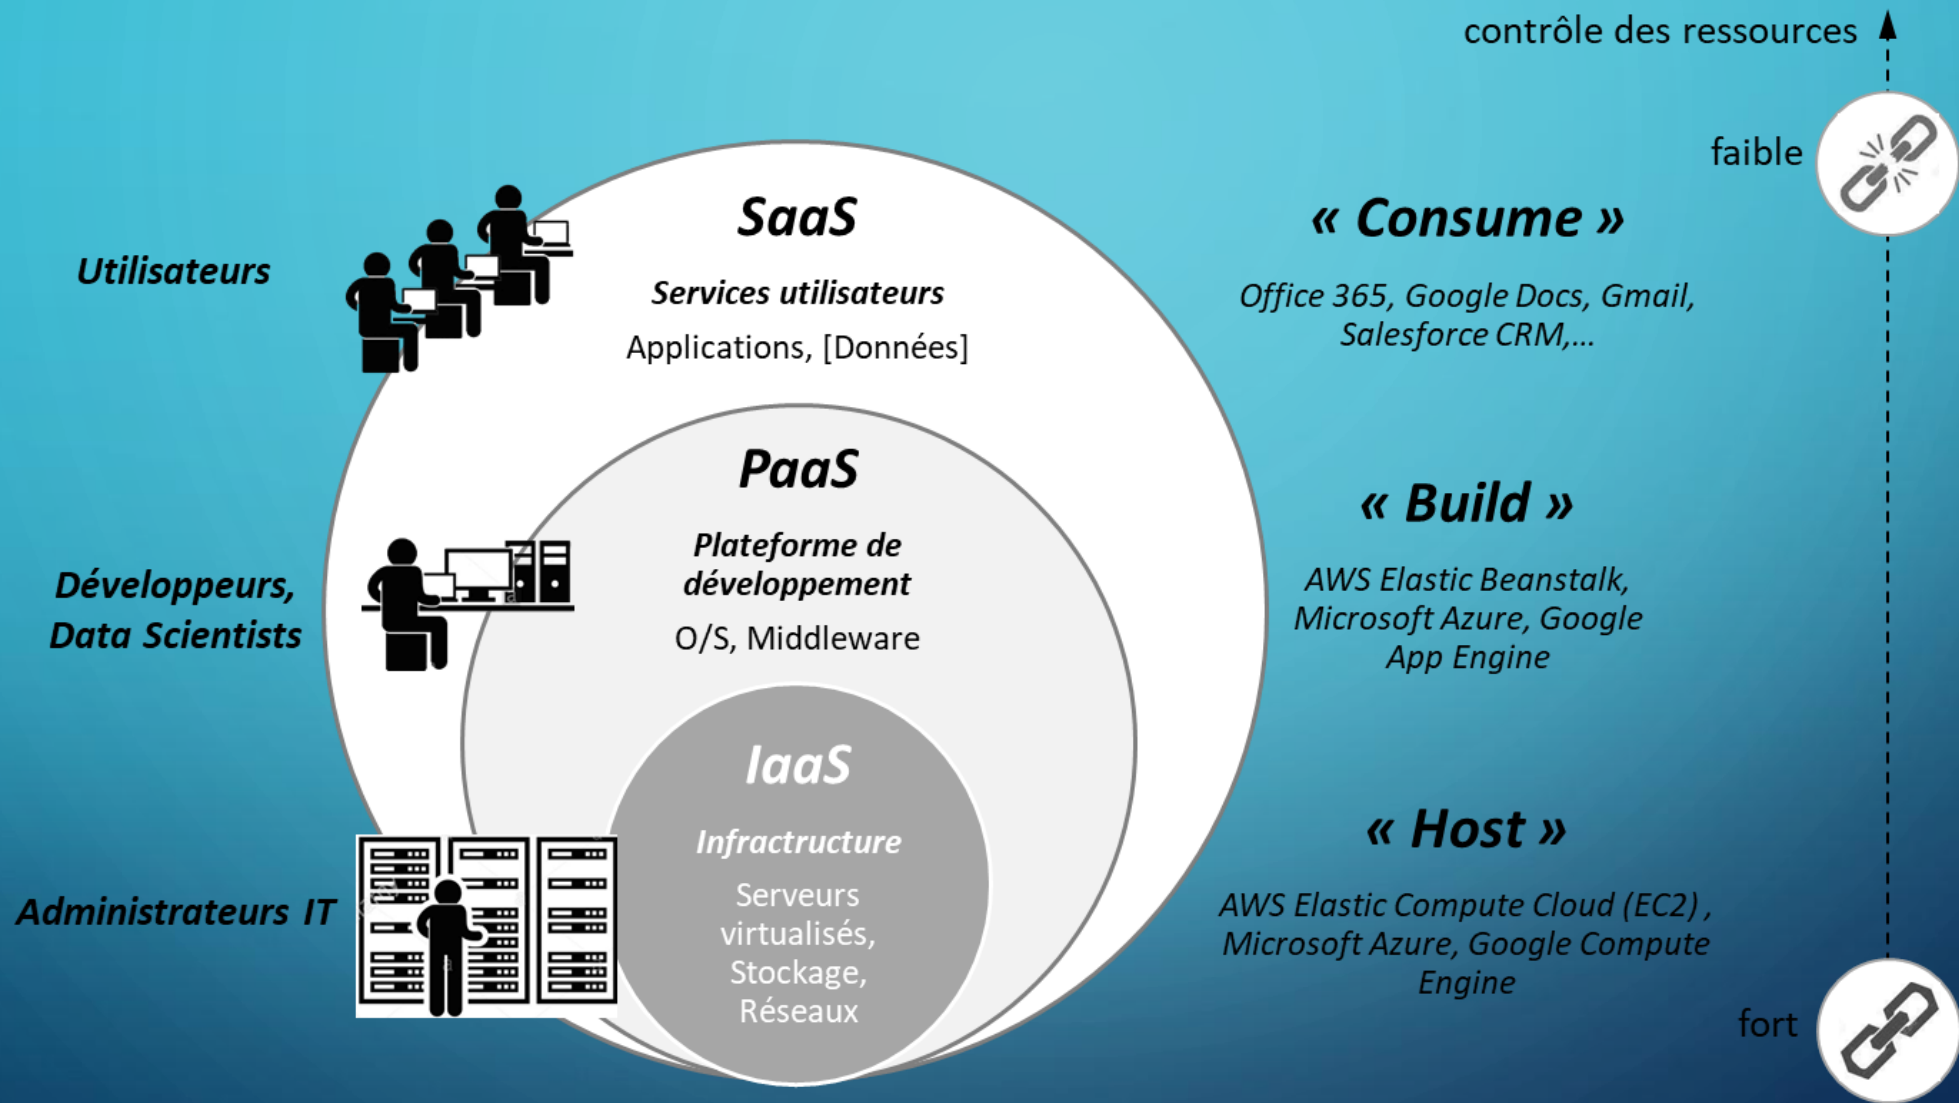 contrôle des ressources
faible
SaaS
« Consume »
Utilisateurs
Services utilisateurs
Office 365, Google Docs, Gmail,
Salesforce CRM,...
Applications, [Données]
PaaS
« Build »
Plateforme de
développement
Développeurs,
Data Scientists
AWS Elastic Beanstalk,
Microsoft Azure, Google
App Engine
O/S, Middleware
IaaS
« Host »
Infractructure
Administrateurs IT
Serveurs
virtualisés,
Stockage,
Réseaux
AWS Elastic Compute Cloud (EC2) ,
Microsoft Azure, Google Compute
Engine
fort